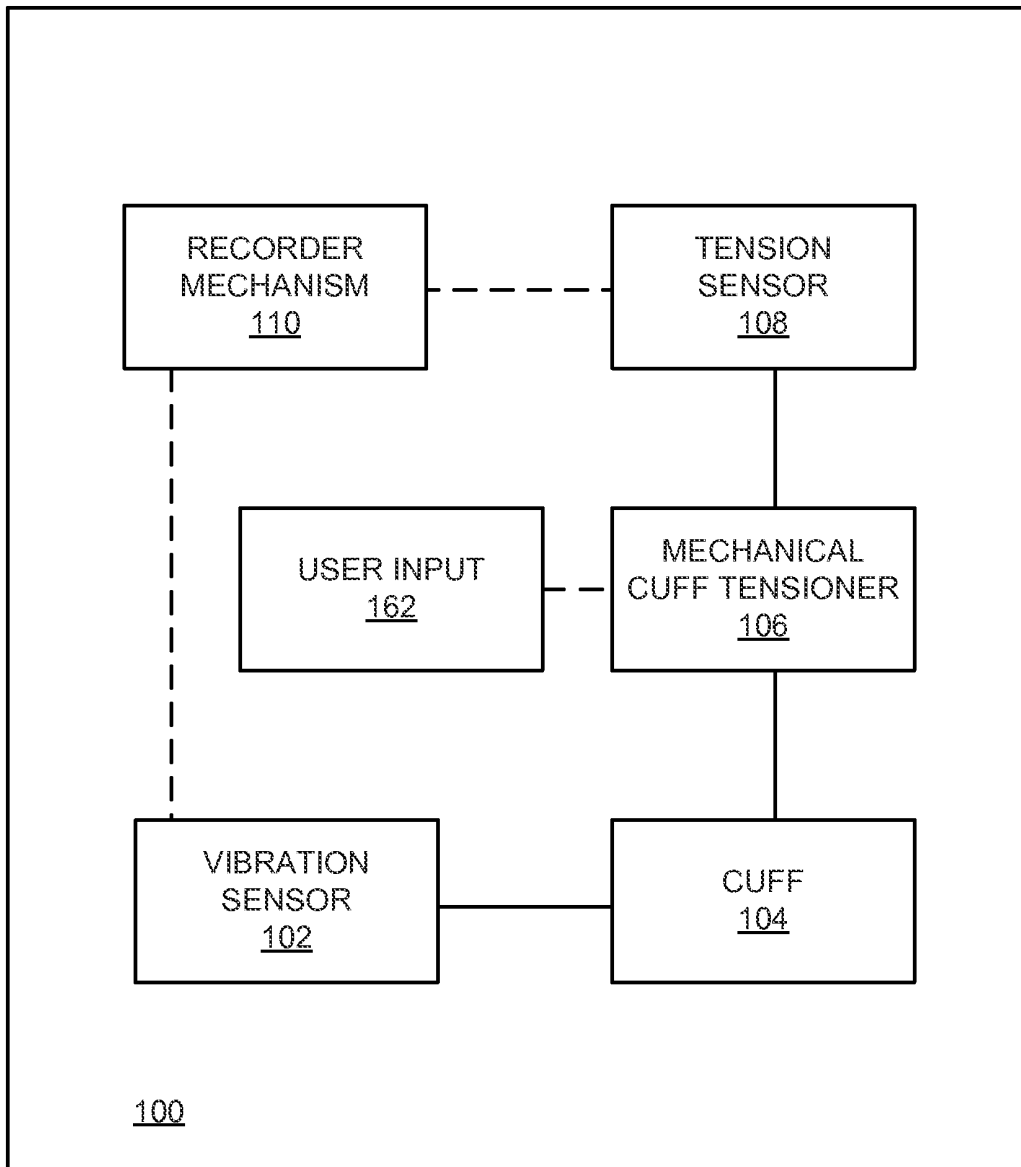 RECORDER
MECHANISM
110
TENSION
SENSOR
108
USER INPUT
162
MECHANICAL
CUFF TENSIONER
106
VIBRATION
SENSOR
102
CUFF
104
100